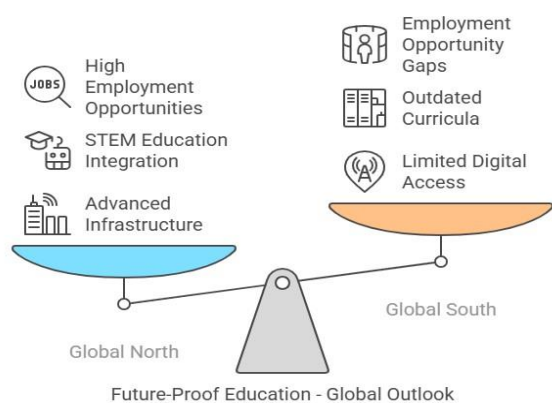 JOBS
High
Employment
Opportunities
STEM Education
Integration
Advanced
Infrastructure
Global North
Employment
Opportunity
Gaps
Outdated
Curricula
Limited Digital
Access
Global South
Future-Proof Education - Global Outlook